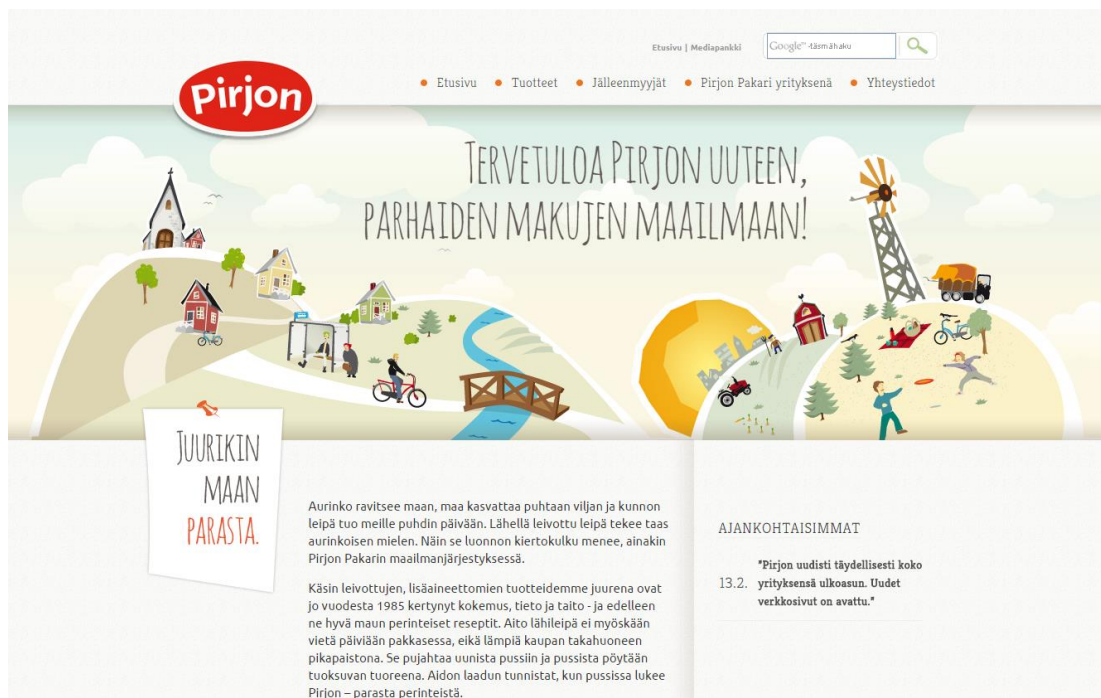 Etusivu | Mediapankki
Google™ -täsmähaku
Pirjon
Etusivu
Tuotteet
Jälleenmyyjät
Pirjon Pakari yrityksenä
Yhteystiedot
Tervetuloa Pirjon uuteen,
parhaiden makujen maailmaan!
Juurikin
maan
parasta.
Aurinko ravitsee maan, maa kasvattaa puhtaan viljan ja kunnon
leipä tuo meille puhdin päivään. Lähellä leivottu leipä tekee taas
aurinkoisen mielen. Näin se luonnon kiertokulku menee, ainakin
Pirjon Pakarin maailmanjärjestyksessä.
Käsin leivottujen, lisäaineettomien tuotteidemme juurena ovat
jo vuodesta 1985 kertynyt kokemus, tieto ja taito - ja edelleen
ne hyvä maun perinteiset reseptit. Aito lähileipä ei myöskään
vietä päiviään pakkasessa, eikä lämpiä kaupan takahuoneen
pikapaistona. Se pujahtaa uunista pussiin ja pussista pöytään
tuoksuvan tuoreena. Aidon laadun tunnistat, kun pussissa lukee
Pirjon – parasta perinteistä.
AJANKOHTAISIMMAT
"Pirjon uudisti täydellisesti koko
13.2. yrityksensä ulkoasun. Uudet
verkkosivut on avattu."